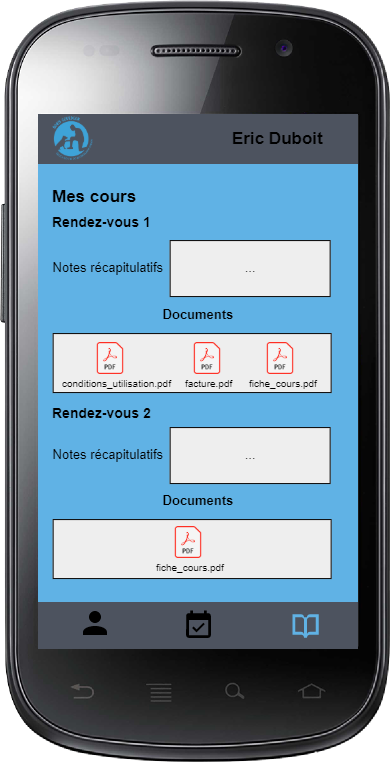 Eric Duboit
Mes cours
Rendez-vous 1
Notes récapitulatifs
...
Documents
PDF PDF PDF
conditions_utilisation.pdf facture.pdf fiche_cours.pdf
Rendez-vous 2
Notes récapitulatifs
...
Documents
PDF
fiche_cours.pdf